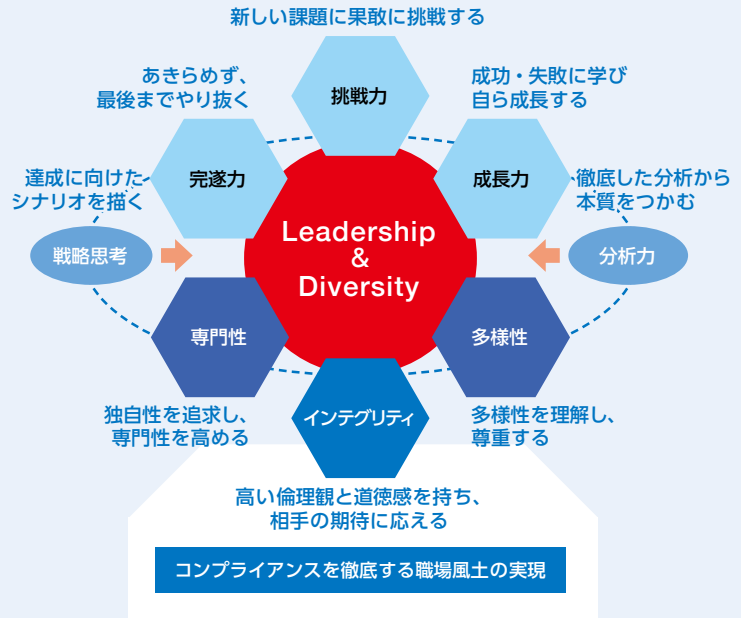 新しい課題に果敢に挑戦する
挑戦力
あきらめず、
最後までやり抜く
完遂力
成功・失敗に学び
自ら成長する
成長力
達成に向けた
シナリオを描く
戦略思考
徹底した分析から
本質をつかむ
分析力
Leadership
&
Diversity
専門性
独自性を追求し、
専門性を高める
多様性
多様性を理解し、
尊重する
インテグリティ
高い倫理観と道徳感を持ち、
相手の期待に応える
コンプライアンスを徹底する職場風土の実現